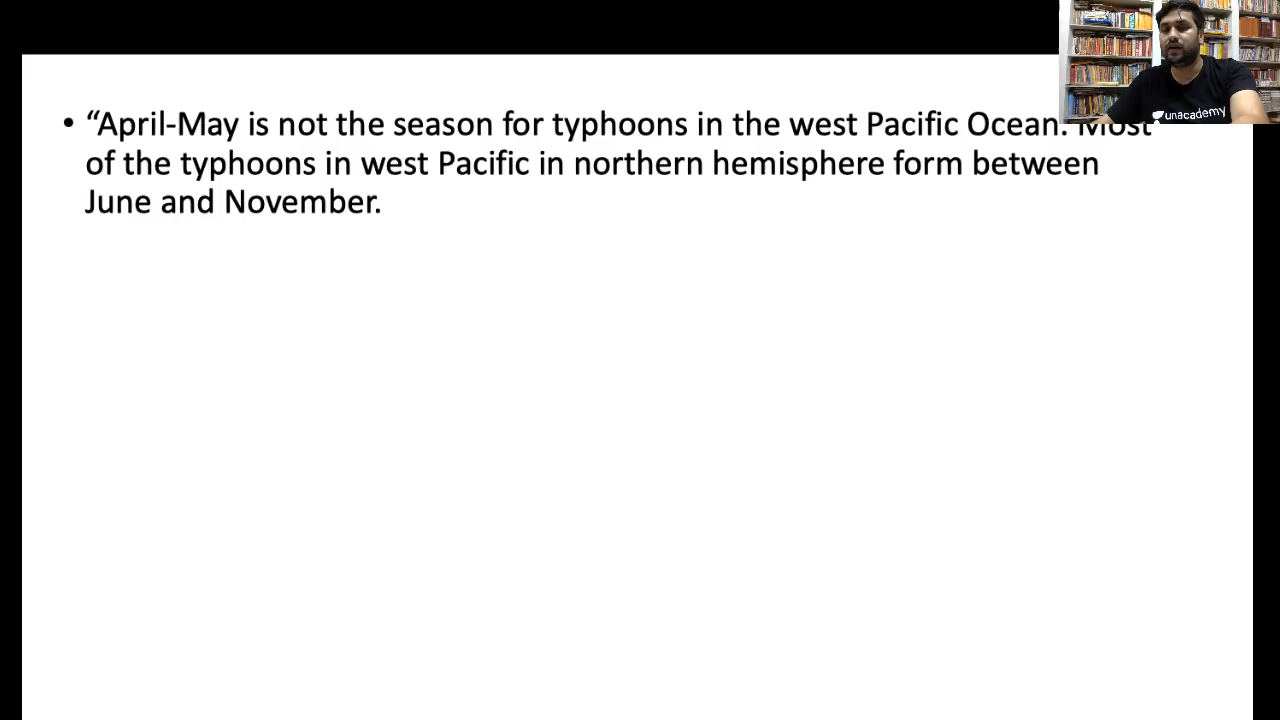 • “April-May is not the season for typhoons in the west Pacific Ocean. Most
of the typhoons in west Pacific in northern hemisphere form between
June and November.
unacademy